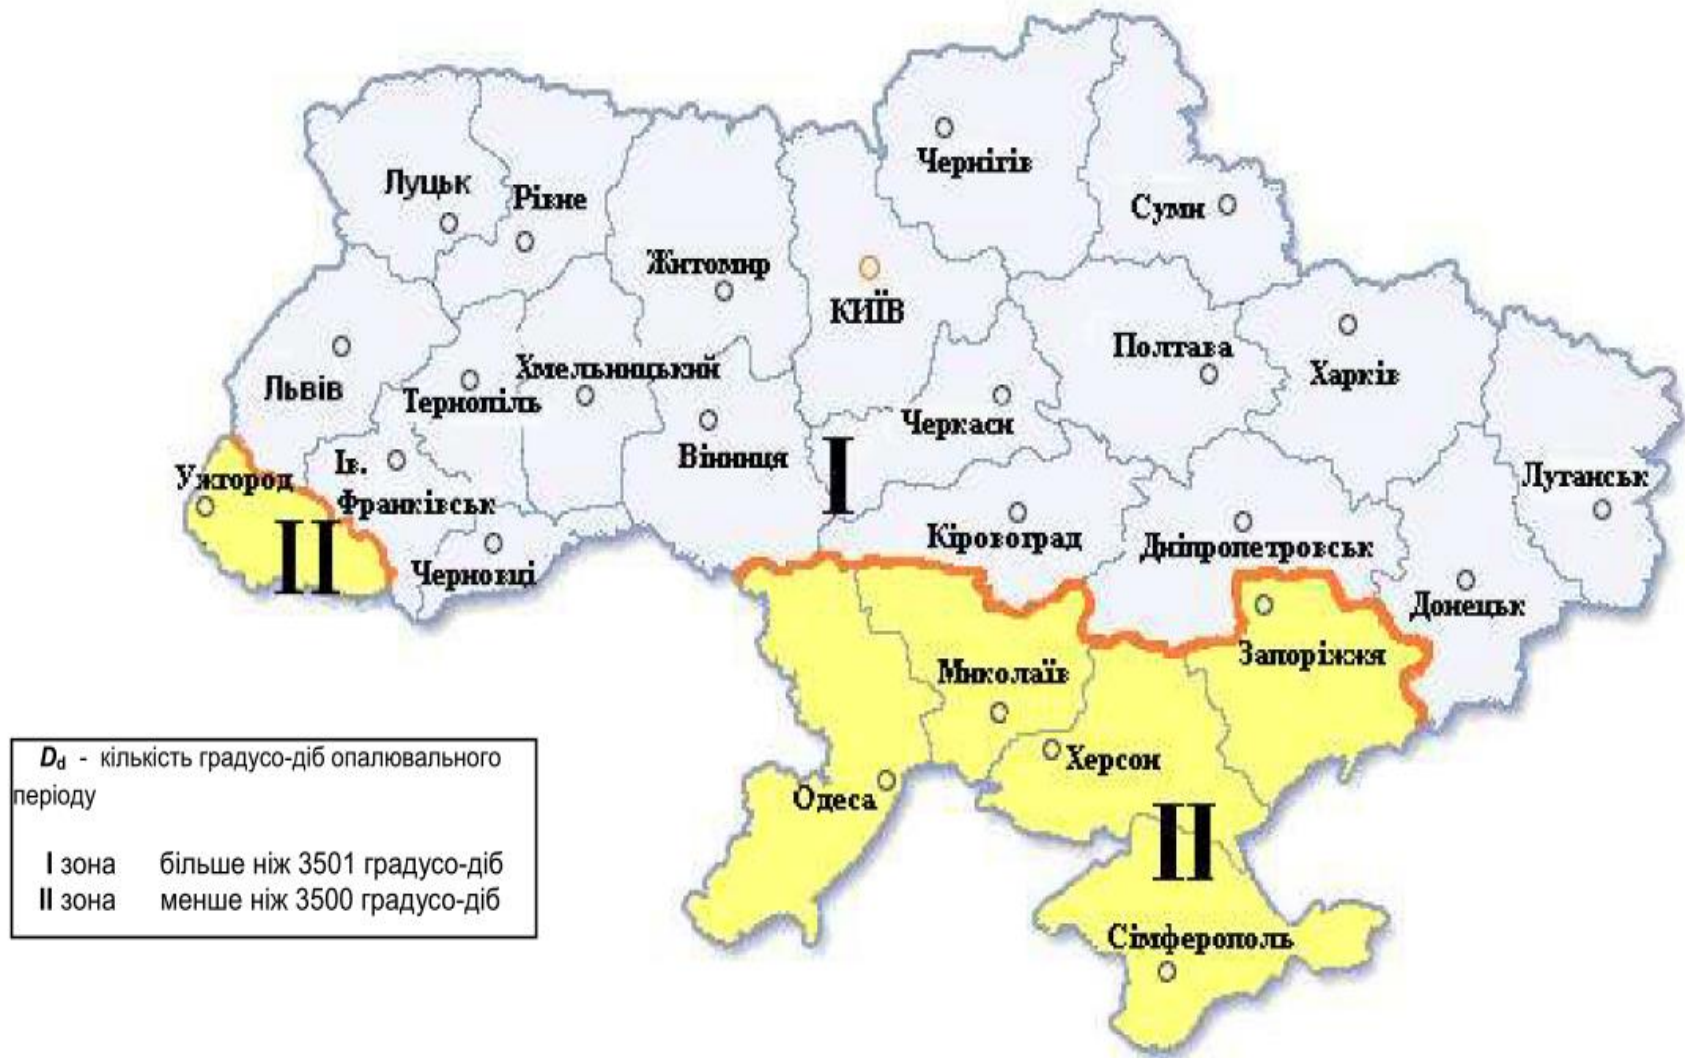 Чернігів
Луцьк
Рівне
Суми
Житомир
КИЇВ
Полтава
Хмельницький
Харків
Львів
Тернопіль
Черкаси
I
Вінниця
Ів.
Франківськ
Ужгород
Луганськ
II
Кіровоград
Дніпропетровськ
Черновці
Донецьк
Запоріжжя
Миколаїв
Херсон
Одеса
II
Сімферополь
Dd - кількість градусо-діб опалювального
періоду
I зона більше ніж 3501 градусо-діб
II зона менше ніж 3500 градусо-діб